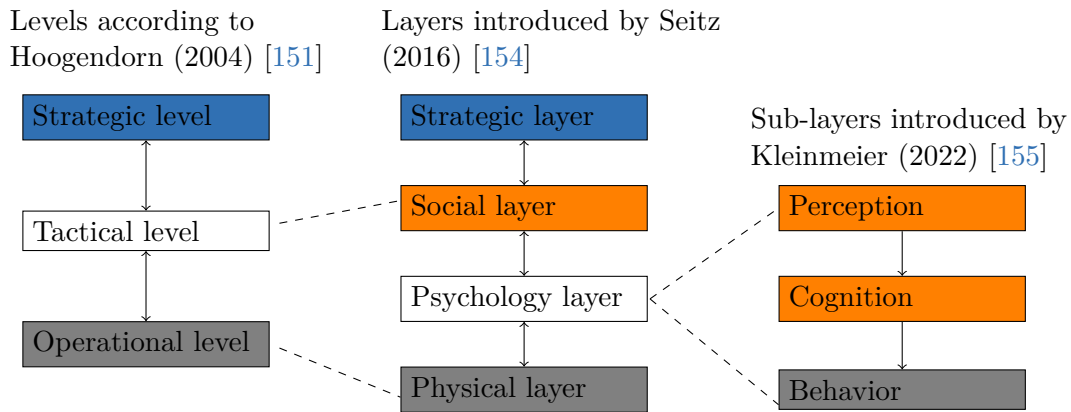 Levels according to
Hoogendorn (2004) [151]
Strategic level
Tactical level
Operational level
Layers introduced by Seitz
(2016) [154]
Strategic layer
Social layer
Psychology layer
Physical layer
Sub-layers introduced by
Kleinmeier (2022) [155]
Perception
Cognition
Behavior